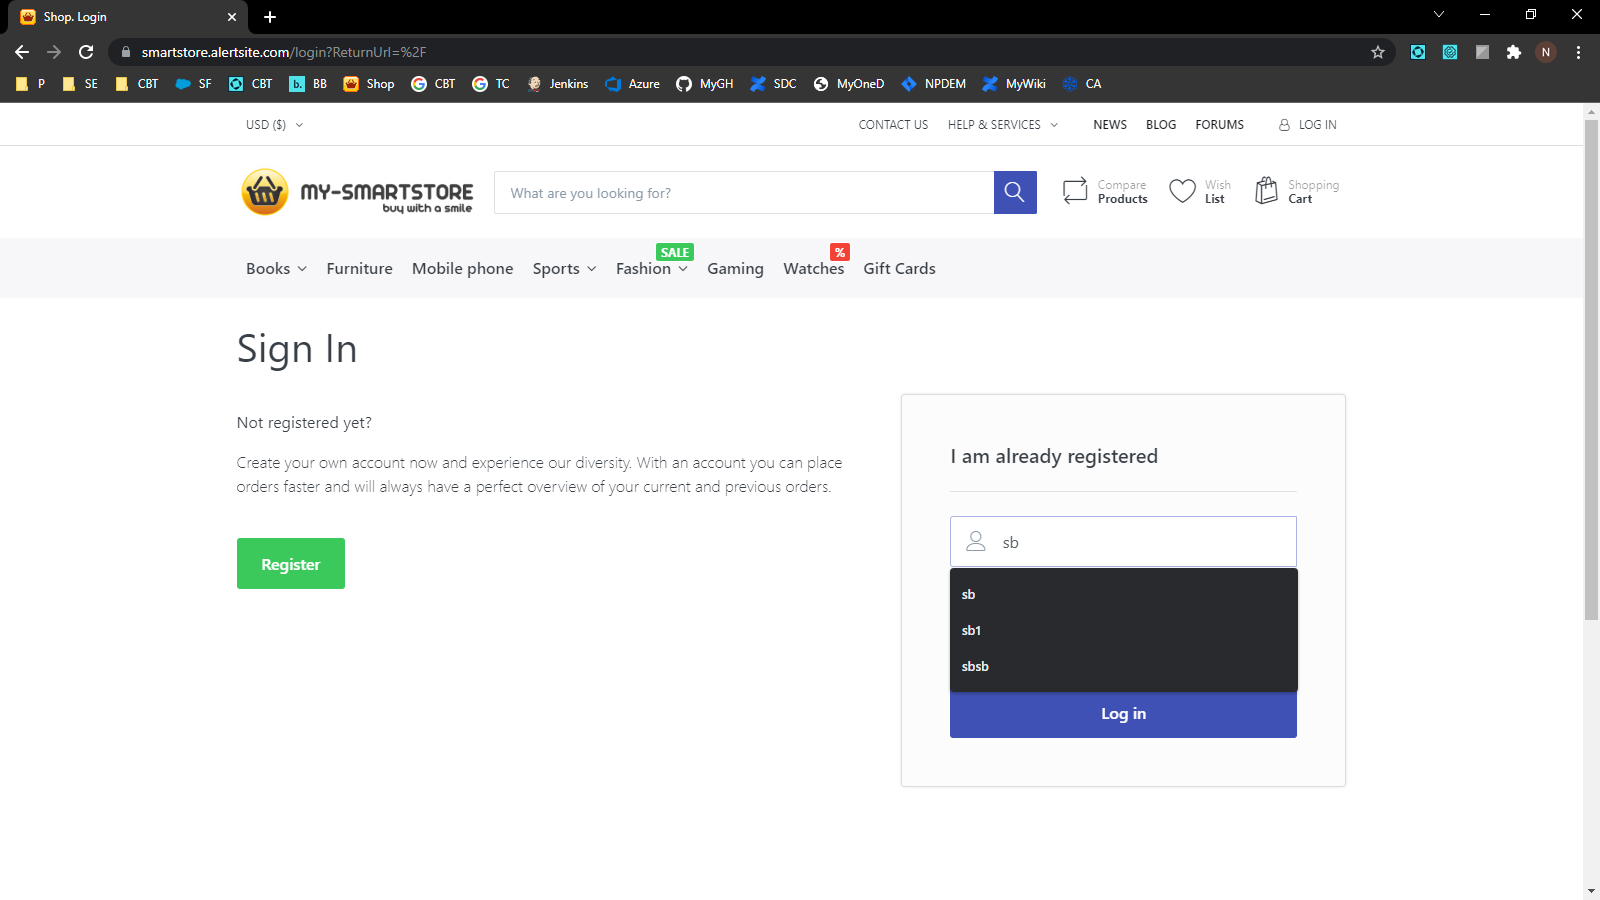 Shop. Login
smartstore.alertsite.com/login?ReturnUrl=%2F
N
P SE CBT SF CBT b. BB Shop CBT TC Jenkins Azure MyGH SDC MyOneD NPDEM MyWiki CA
USD ($) CONTACT US HELP & SERVICES NEWS BLOG FORUMS LOG IN
MY-SMARTSTORE
buy with a smile
What are you looking for?
Compare
Products
Wish
List
Shopping
Cart
SALE %
Books Furniture Mobile phone Sports Fashion Gaming Watches Gift Cards
Sign In
Not registered yet?
Create your own account now and experience our diversity. With an account you can place
orders faster and will always have a perfect overview of your current and previous orders.
Register
I am already registered
sb
sb
sb1
sbsb
Log in